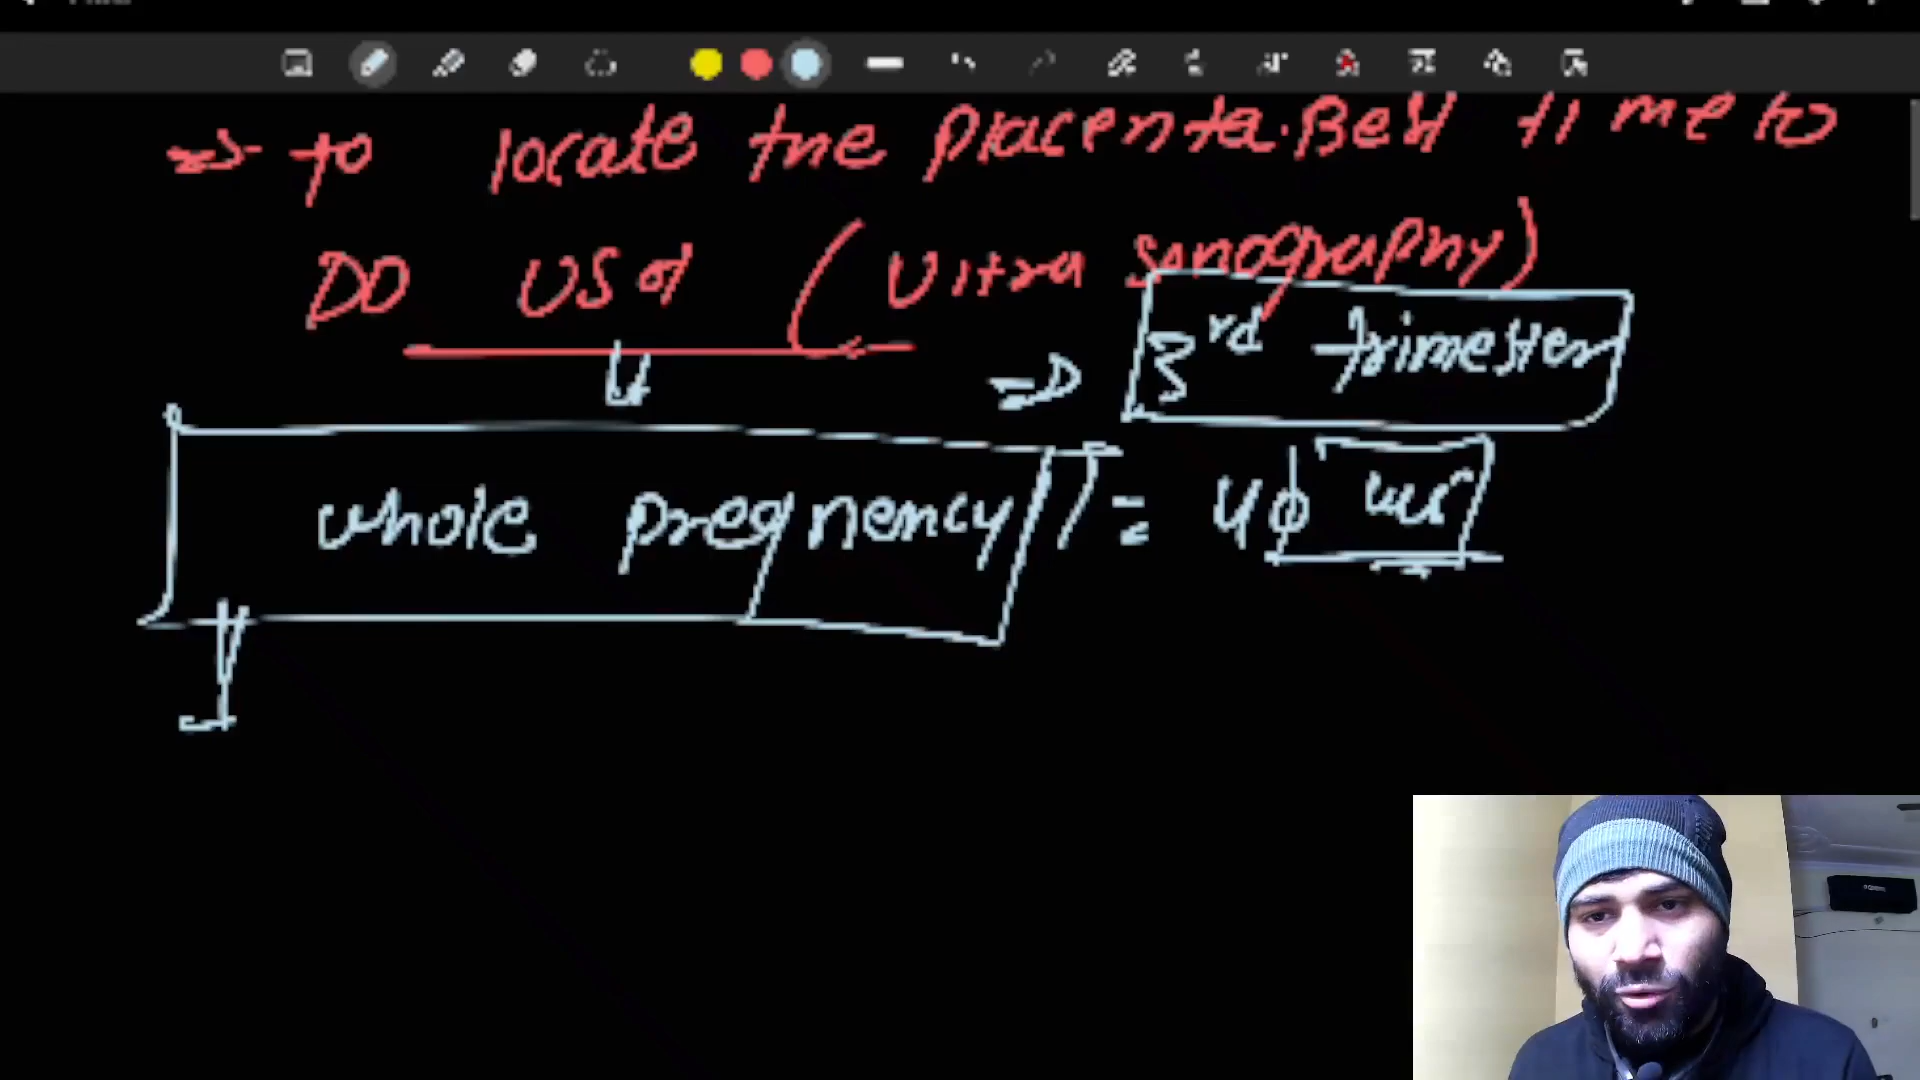 => to locate the placenta. Best time to
DO USG (Ultra sonography)
=> 3rd trimester
whole pregnency = 40 wk